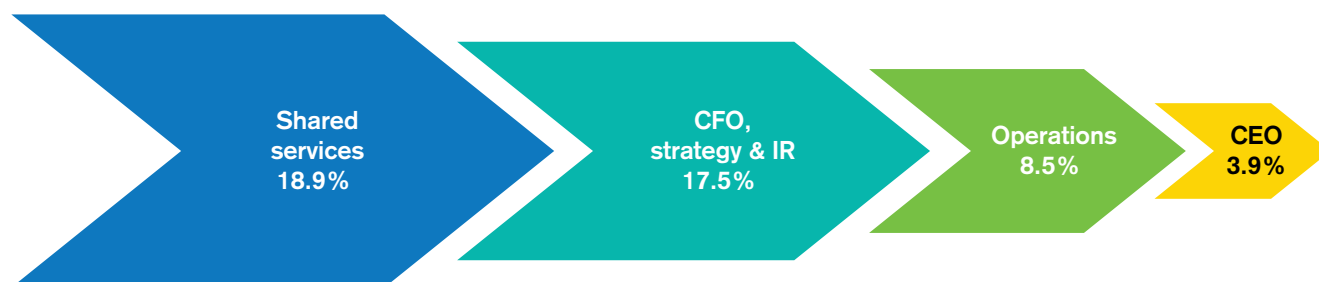 Shared
services
18.9%
CFO,
strategy & IR
17.5%
Operations
8.5%
CEO
3.9%